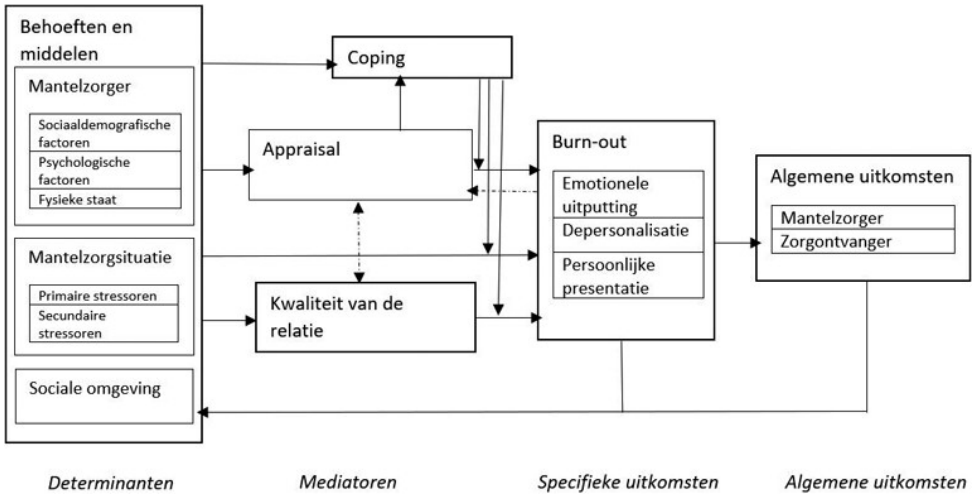 Behoeften en
middelen
Mantelzorger
Sociaaldemografische
factoren
Psychologische
factoren
Fysieke staat
Mantelzorgsituatie
Primaire stressoren
Secundaire
stressoren
Sociale omgeving
Coping
Appraisal
Kwaliteit van de
relatie
Burn-out
Emotionele
uitputting
Depersonalisatie
Persoonlijke
presentatie
Algemene uitkomsten
Mantelzorger
Zorgontvanger
Determinanten
Mediatoren
Specifieke uitkomsten
Algemene uitkomsten